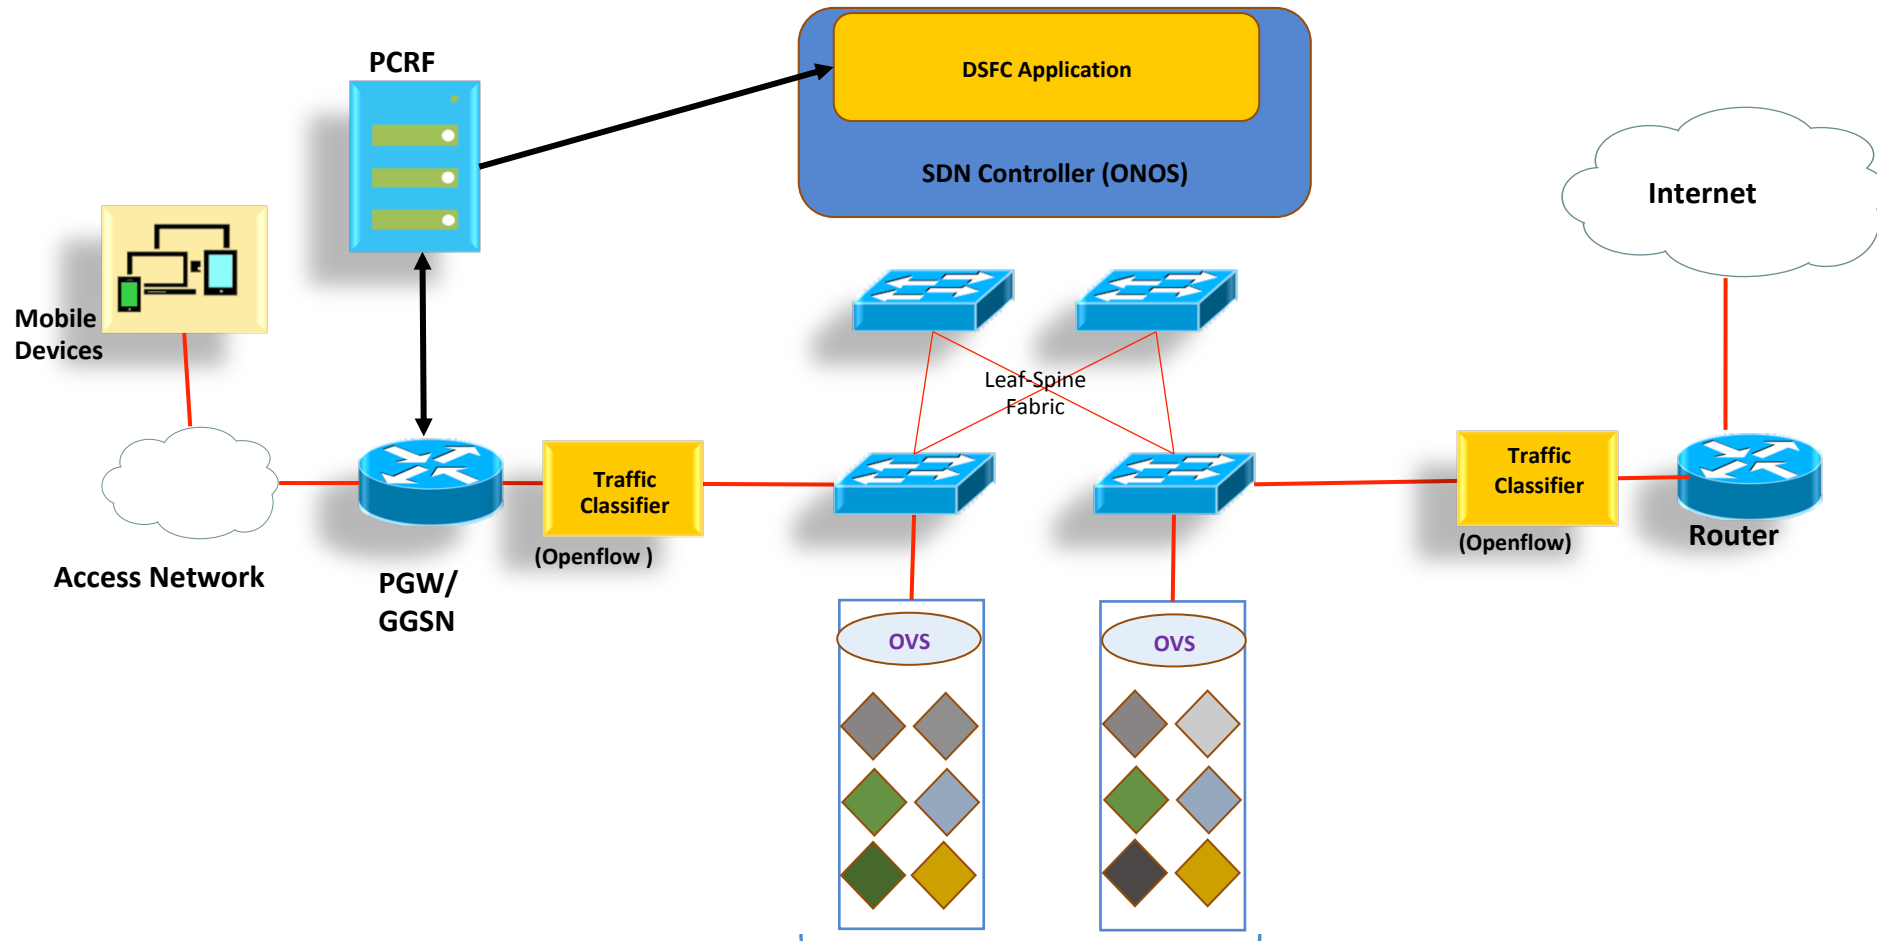 PCRF
DSFC Application
SDN Controller (ONOS)
Internet
Mobile
Devices
Leaf-Spine
Fabric
Traffic
Classifier
(Openflow )
Traffic
Classifier
(Openflow)
Router
Access Network
PGW/
GGSN
OVS
OVS